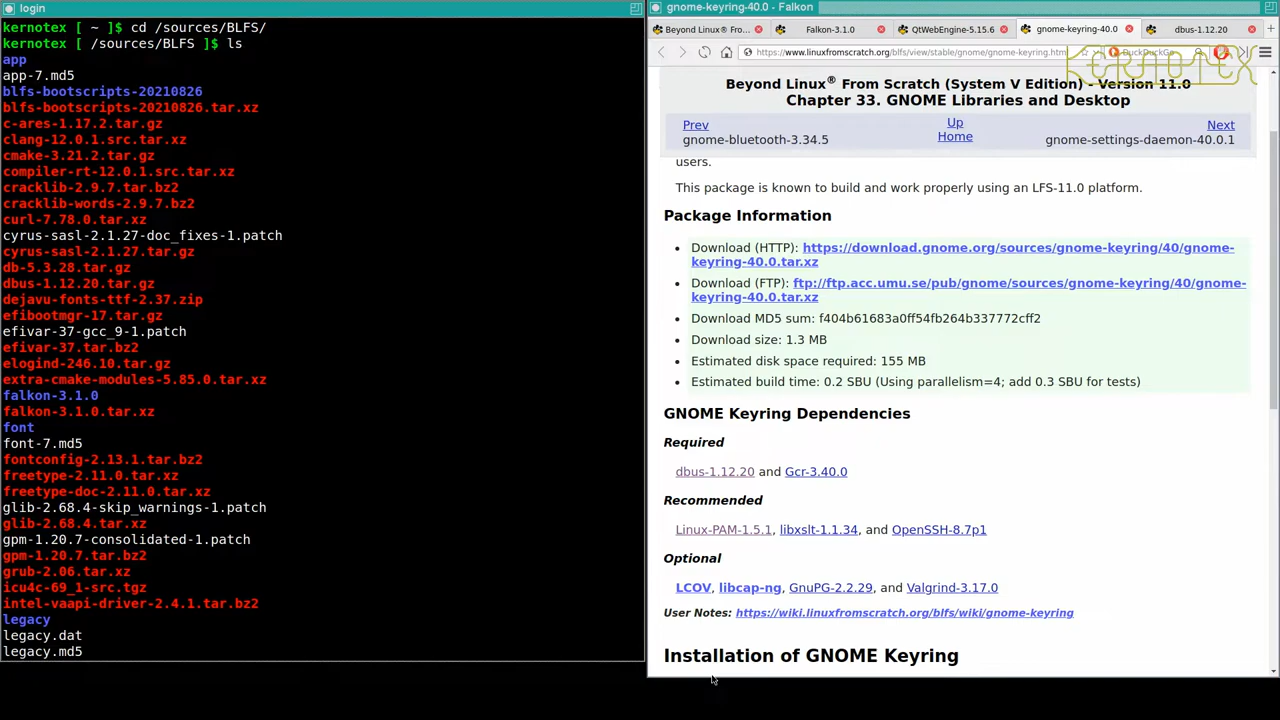 login
kernotex [ ~ ]$ cd /sources/BLFS/
kernotex [ /sources/BLFS ]$ ls
app
app-7.md5
blfs-bootscripts-20210826
blfs-bootscripts-20210826.tar.xz
c-ares-1.17.2.tar.gz
clang-12.0.1.src.tar.xz
cmake-3.21.2.tar.gz
compiler-rt-12.0.1.src.tar.xz
cracklib-2.9.7.tar.bz2
cracklib-words-2.9.7.bz2
curl-7.78.0.tar.xz
cyrus-sasl-2.1.27-doc_fixes-1.patch
cyrus-sasl-2.1.27.tar.gz
db-5.3.28.tar.gz
dbus-1.12.20.tar.gz
dejavu-fonts-ttf-2.37.zip
efibootmgr-17.tar.gz
efivar-37-gcc_9-1.patch
efivar-37.tar.bz2
elogind-246.10.tar.gz
extra-cmake-modules-5.85.0.tar.xz
falkon-3.1.0
falkon-3.1.0.tar.xz
font
font-7.md5
fontconfig-2.13.1.tar.bz2
freetype-2.11.0.tar.xz
freetype-doc-2.11.0.tar.xz
glib-2.68.4-skip_warnings-1.patch
glib-2.68.4.tar.xz
gpm-1.20.7-consolidated-1.patch
gpm-1.20.7.tar.bz2
grub-2.06.tar.xz
icu4c-69_1-src.tgz
intel-vaapi-driver-2.4.1.tar.bz2
legacy
legacy.dat
legacy.md5
gnome-keyring-40.0 - Falkon
Beyond Linux® Fro... Falkon-3.1.0 QtWebEngine-5.15.6 gnome-keyring-40.0 dbus-1.12.20
https://www.linuxfromscratch.org/blfs/view/stable/gnome/gnome-keyring.htm DuckDuckGo
KERNOTEX
Beyond Linux® From Scratch (System V Edition) - Version 11.0
Chapter 33. GNOME Libraries and Desktop
Prev Up Next
gnome-bluetooth-3.34.5 Home gnome-settings-daemon-40.0.1
users.
This package is known to build and work properly using an LFS-11.0 platform.
Package Information
• Download (HTTP): https://download.gnome.org/sources/gnome-keyring/40/gnome-
keyring-40.0.tar.xz
• Download (FTP): ftp://ftp.acc.umu.se/pub/gnome/sources/gnome-keyring/40/gnome-
keyring-40.0.tar.xz
• Download MD5 sum: f404b61683a0ff54fb264b337772cff2
• Download size: 1.3 MB
• Estimated disk space required: 155 MB
• Estimated build time: 0.2 SBU (Using parallelism=4; add 0.3 SBU for tests)
GNOME Keyring Dependencies
Required
dbus-1.12.20 and Gcr-3.40.0
Recommended
Linux-PAM-1.5.1, libxslt-1.1.34, and OpenSSH-8.7p1
Optional
LCOV, libcap-ng, GnuPG-2.2.29, and Valgrind-3.17.0
User Notes: https://wiki.linuxfromscratch.org/blfs/wiki/gnome-keyring
Installation of GNOME Keyring